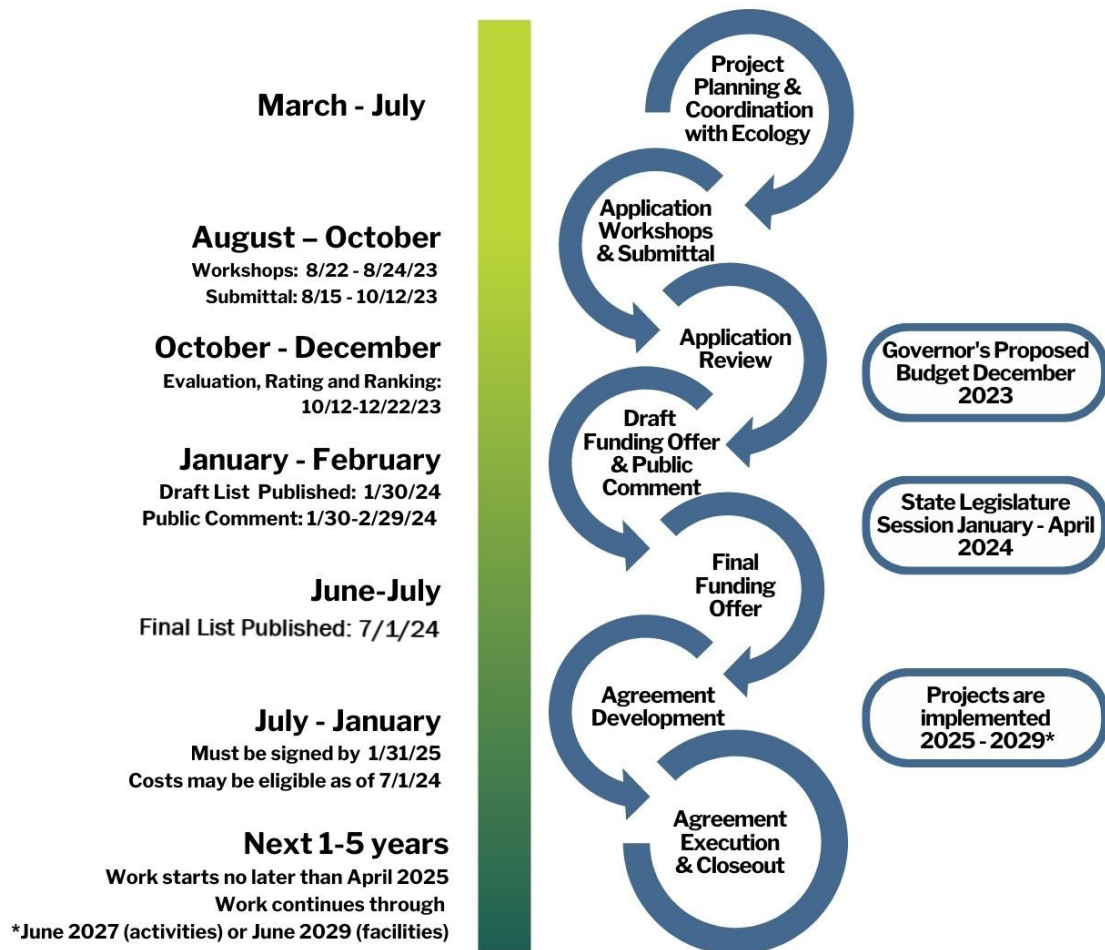 March - July
Project
Planning &
Coordination
with Ecology
August – October
Workshops: 8/22 - 8/24/23
Submittal: 8/15 - 10/12/23
Application
Workshops
& Submittal
October - December
Evaluation, Rating and Ranking:
10/12-12/22/23
Application
Review
Governor's Proposed
Budget December
2023
January - February
Draft List Published: 1/30/24
Public Comment: 1/30-2/29/24
Draft
Funding Offer
& Public
Comment
State Legislature
Session January - April
2024
June-July
Final List Published: 7/1/24
Final
Funding
Offer
July - January
Must be signed by 1/31/25
Costs may be eligible as of 7/1/24
Agreement
Development
Projects are
implemented
2025 - 2029*
Next 1-5 years
Work starts no later than April 2025
Work continues through
*June 2027 (activities) or June 2029 (facilities)
Agreement
Execution
& Closeout